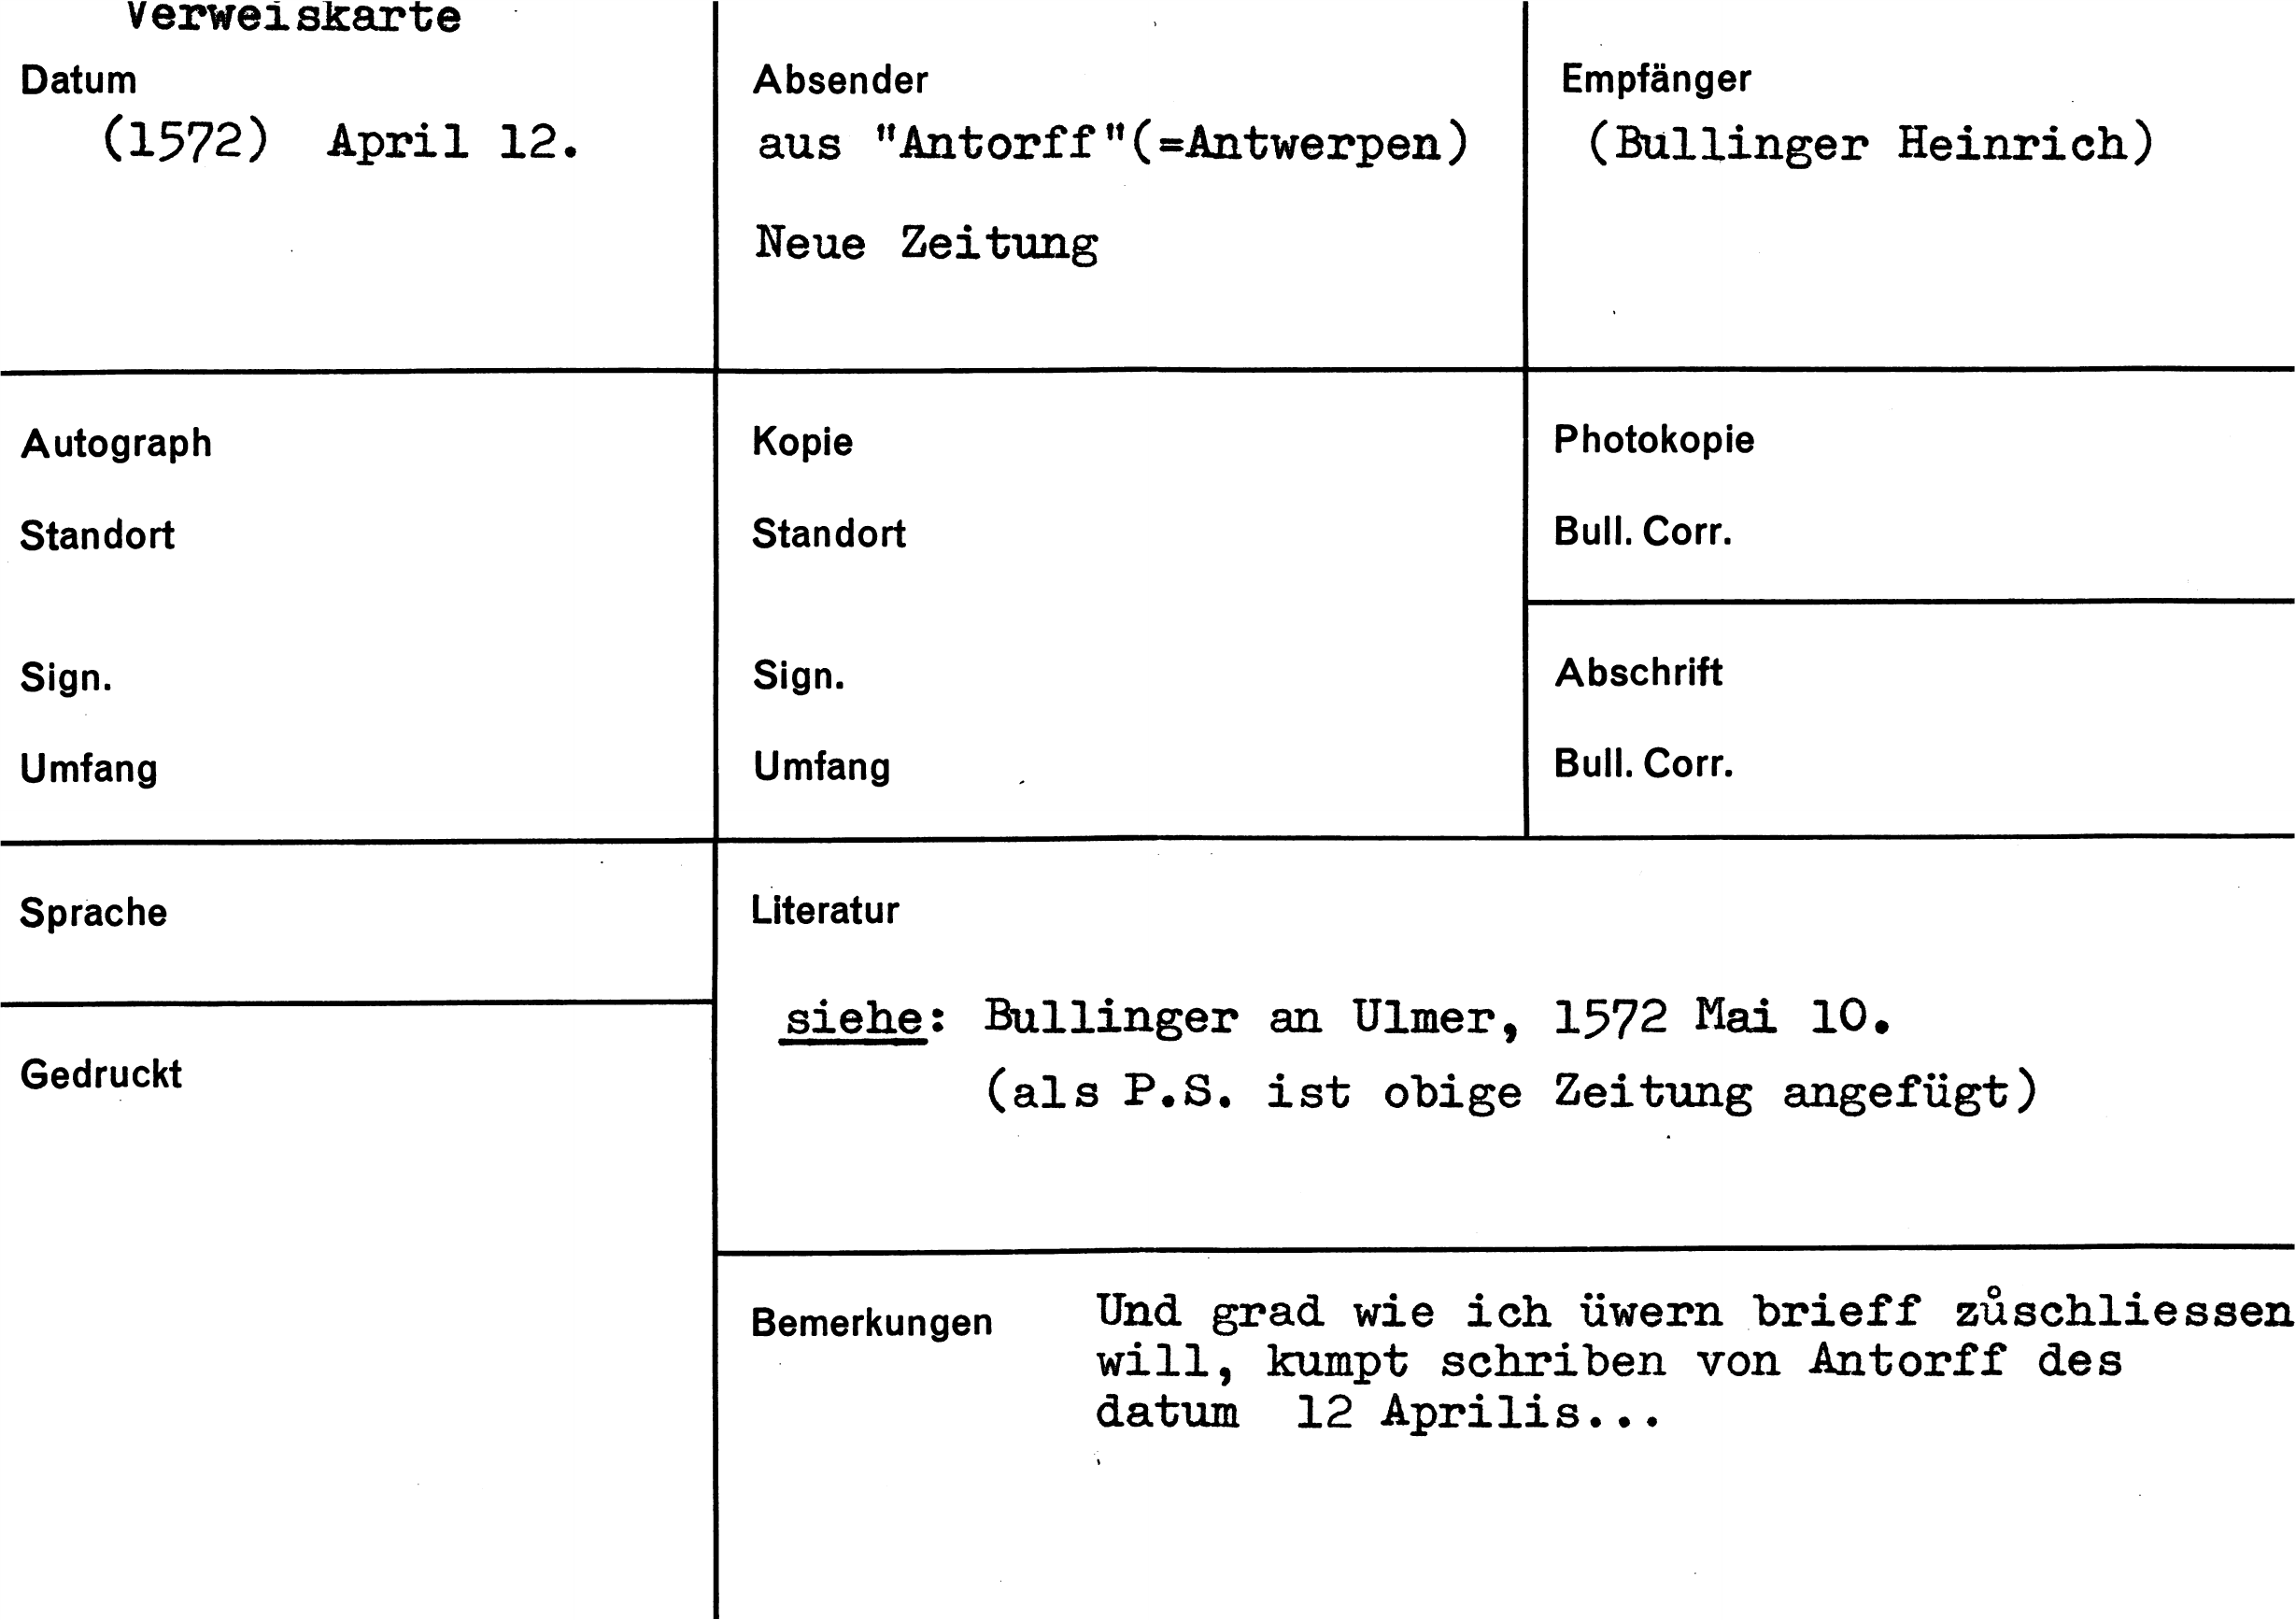 Verweiskarte
Datum
(1572) April 12.
Absender
aus "Antorff"(=Antwerpen)
Neue Zeitung
Empfänger
(Bullinger Heinrich)
Autograph
Standort
Sign.
Umfang
Kopie
Standort
Sign.
Umfang
Photokopie
Bull. Corr.
Abschrift
Bull. Corr.
Sprache
Gedruckt
Literatur
siehe: Bullinger an Ulmer, 1572 Mai 10.
(als P.S. ist obige Zeitung angefügt)
Bemerkungen
Und grad wie ich üwern brieff zůschliessen
will, kumpt schriben von Antorff des
datum 12 Aprilis...